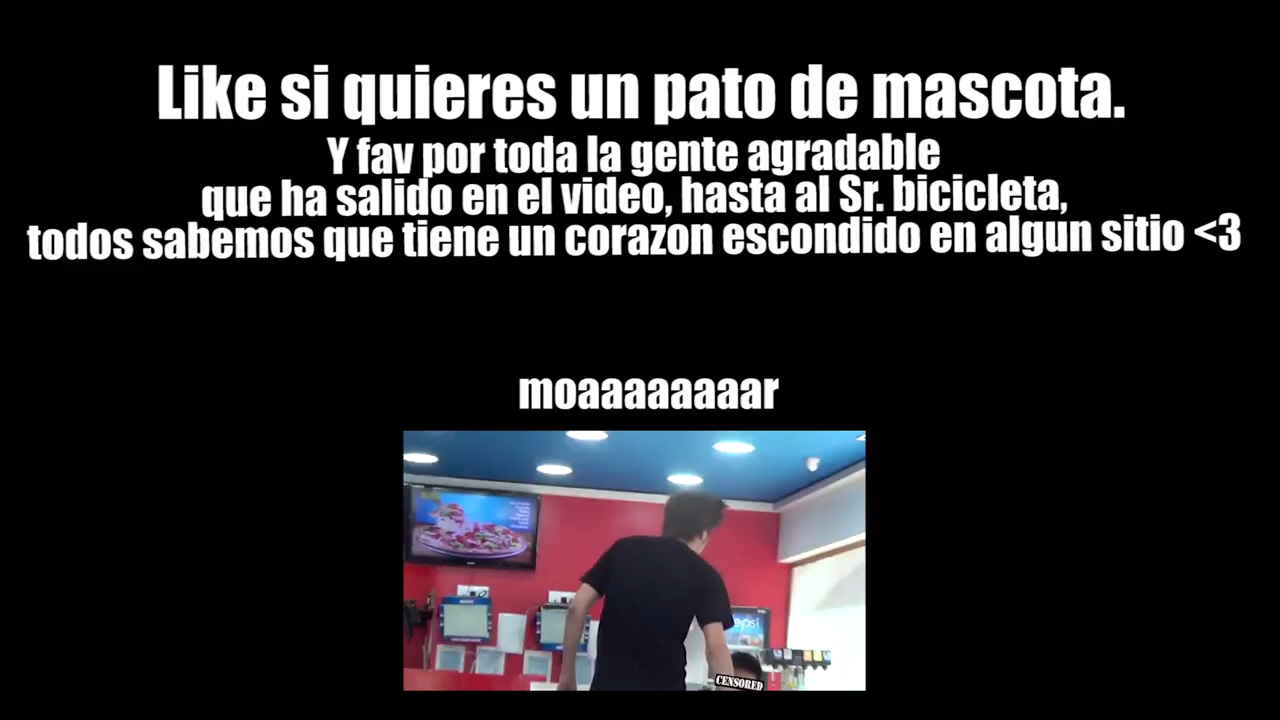 Like si quieres un pato de mascota.
Y fav por toda la gente agradable
que ha salido en el video, hasta al Sr. bicicleta,
todos sabemos que tiene un corazon escondido en algun sitio <3
moaaaaaaaar
pepsi
CENSORED